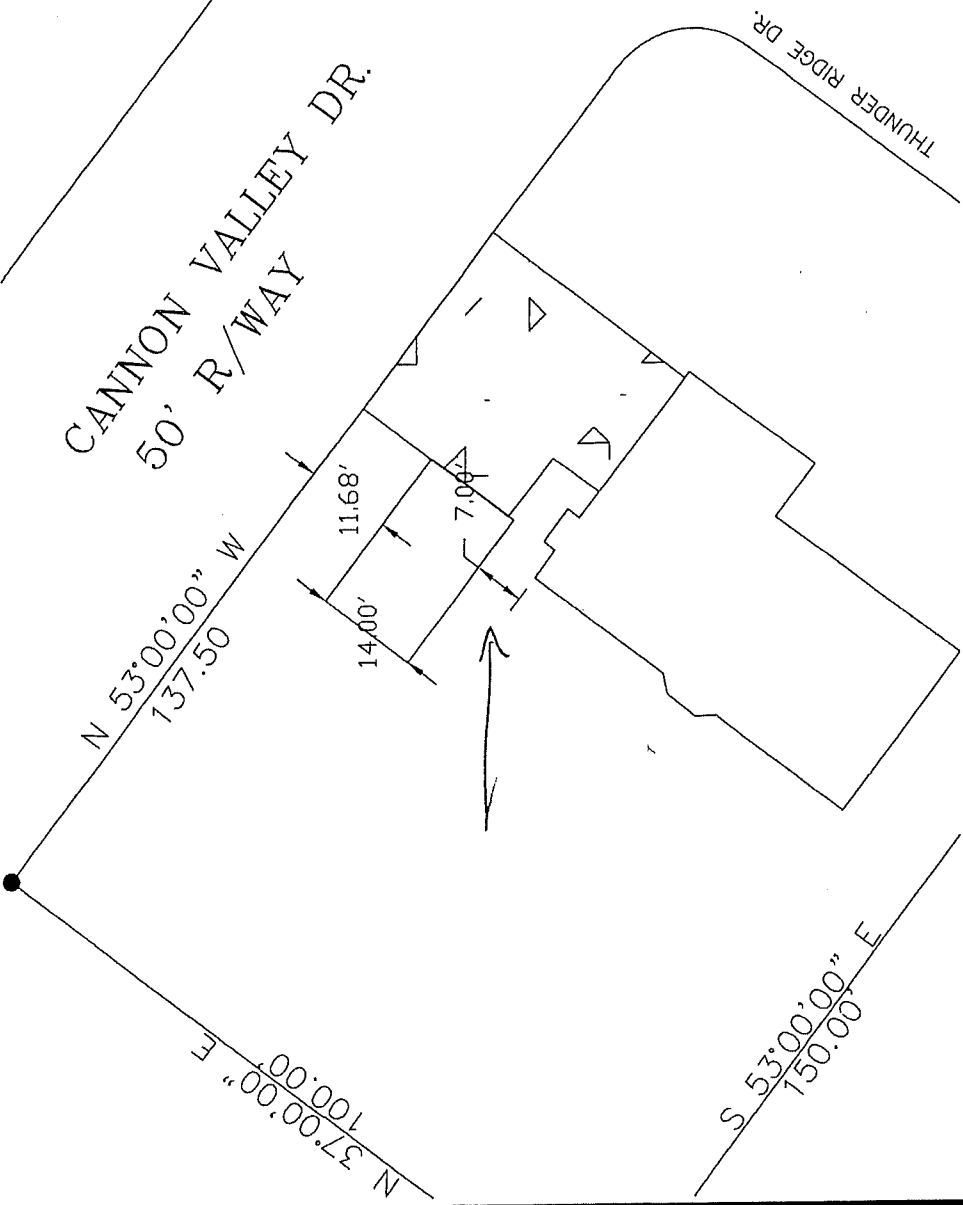 THUNDER RIDGE DR.
CANNON VALLEY DR.
50' R/WAY
11.68'
7.00'
14.00'
N 53°00'00" W
137.50
N 37°00'00" E
100.00'
S 53°00'00" E
150.00'